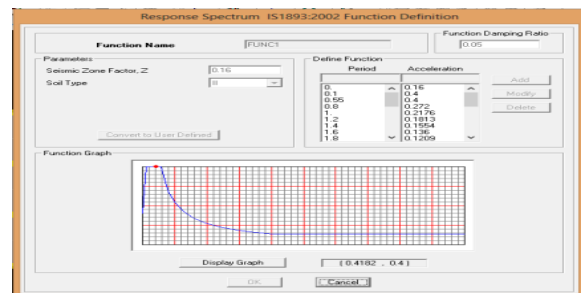 Response Spectrum IS1893:2002 Function Definition
Function Damping Ratio
Function Name FUNC1 0.05
Parameters
Seismic Zone Factor, Z 0.16
Soil Type II
Convert to User Defined
Define Function
Period Acceleration
Add
Modify
Delete
0. 0.16
0.1 0.4
0.55 0.4
0.8 0.272
1. 0.2176
1.2 0.1813
1.4 0.1554
1.6 0.136
1.8 0.1209
Function Graph
Display Graph (0.4182 , 0.4)
OK Cancel